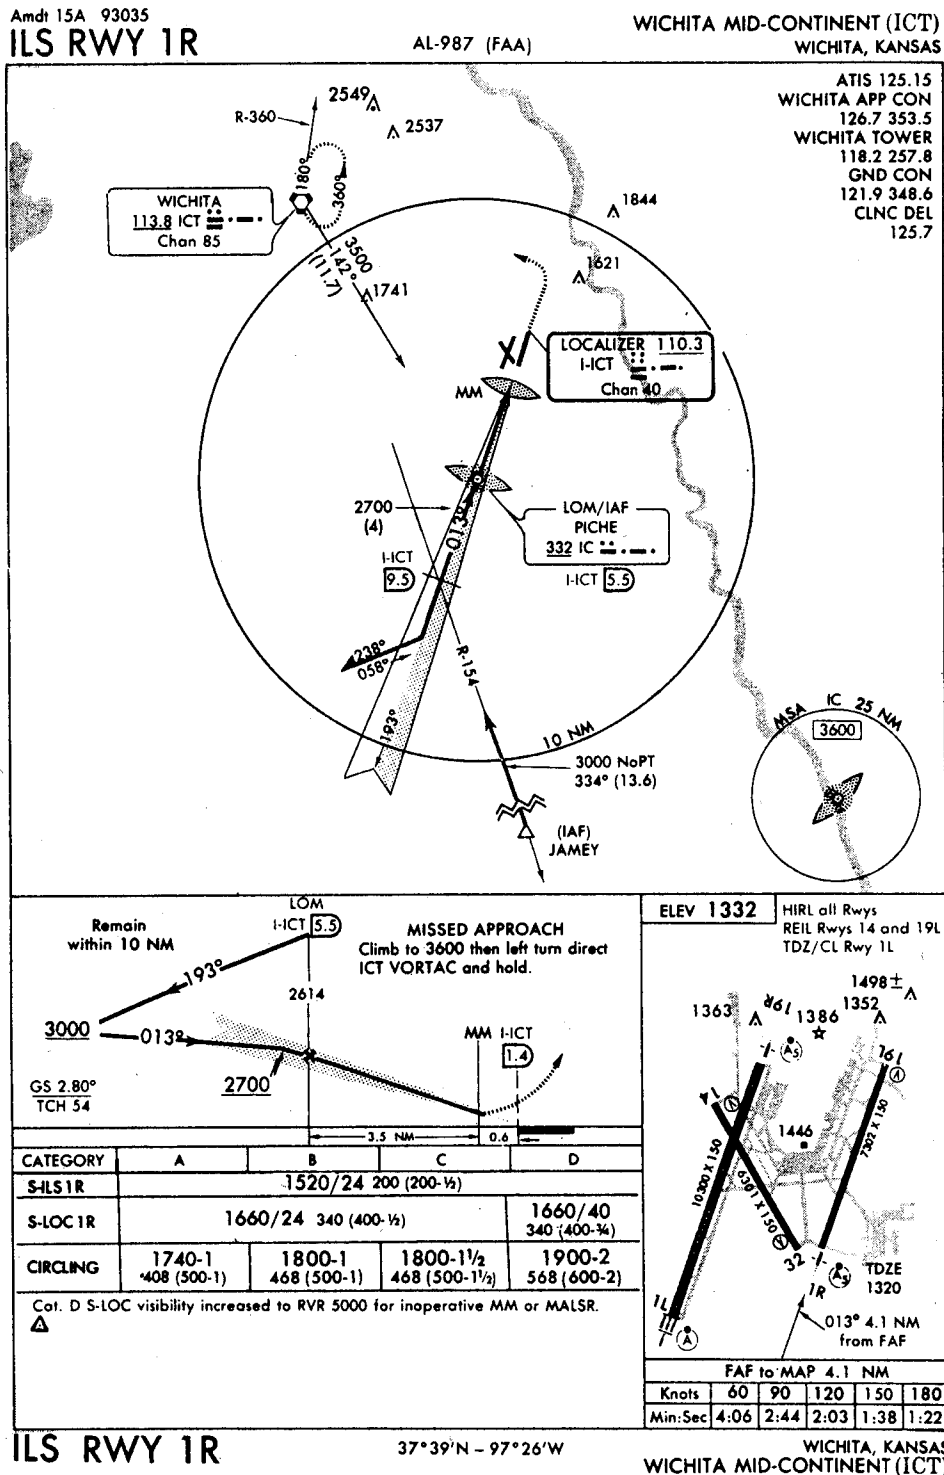 Amdt 15A 93035
ILS RWY 1R
AL-987 (FAA)
WICHITA MID-CONTINENT (ICT)
WICHITA, KANSAS
ATIS 125.15
WICHITA APP CON
126.7 353.5
WICHITA TOWER
118.2 257.8
GND CON
121.9 348.6
CLNC DEL
125.7
2549
2537
R-360
180°
360°
WICHITA
113.8 ICT
Chan 85
3500
142°
(11.7)
1741
1844
1621
LOCALIZER 110.3
I-ICT
Chan 40
MM
2700
(4)
013°
LOM/IAF
PICHE
332 IC
I-ICT 5.5
I-ICT
9.5
238°
058°
R-154
193°
10 NM
3000 NoPT
334° (13.6)
(IAF)
JAMEY
MSA IC 25 NM
3600
Remain
within 10 NM
LOM
I-ICT 5.5
MISSED APPROACH
Climb to 3600 then left turn direct
ICT VORTAC and hold.
193°
2614
3000
013°
2700
MM I-ICT
1.4
GS 2.80°
TCH 54
3.5 NM
0.6
CATEGORY A B C D
S-ILS 1R 1520/24 200 (200-½)
S-LOC 1R 1660/24 340 (400-½) 1660/40
340 (400-¾)
CIRCLING 1740-1 1800-1 1800-1½ 1900-2
408 (500-1) 468 (500-1) 468 (500-1½) 568 (600-2)
Cat. D S-LOC visibility increased to RVR 5000 for inoperative MM or MALSR.
A
ELEV 1332
HIRL all Rwys
REIL Rwys 14 and 19L
TDZ/CL Rwy 1L
1498±
1363
19R
1386
1352
A5
19L
V
14
V
1446
10300 X 150
6301 X 150
7302 X 150
V
32
A5
TDZE
1320
1L
1R
A
013° 4.1 NM
from FAF
FAF to MAP 4.1 NM
Knots 60 90 120 150 180
Min:Sec 4:06 2:44 2:03 1:38 1:22
ILS RWY 1R
37°39'N – 97°26'W
WICHITA, KANSAS
WICHITA MID-CONTINENT (ICT)